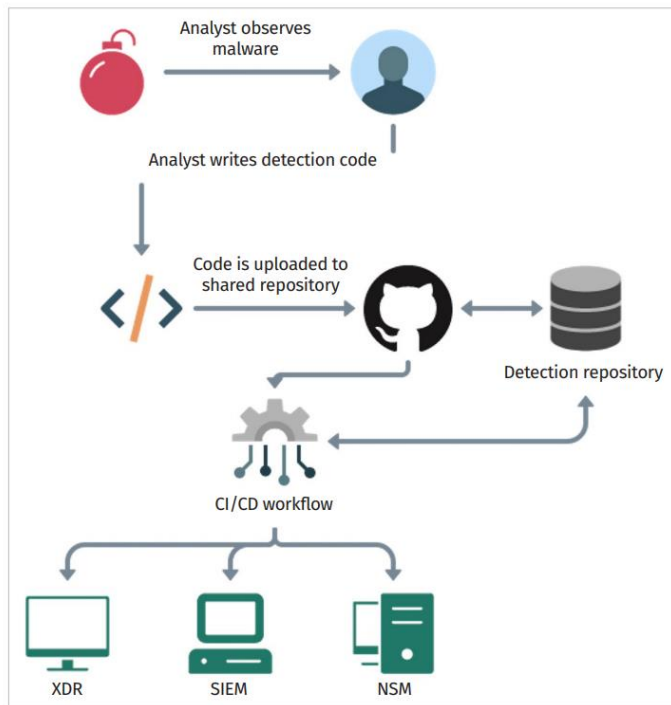 Analyst observes
malware
Analyst writes detection code
Code is uploaded to
shared repository
Detection repository
CI/CD workflow
XDR
SIEM
NSM